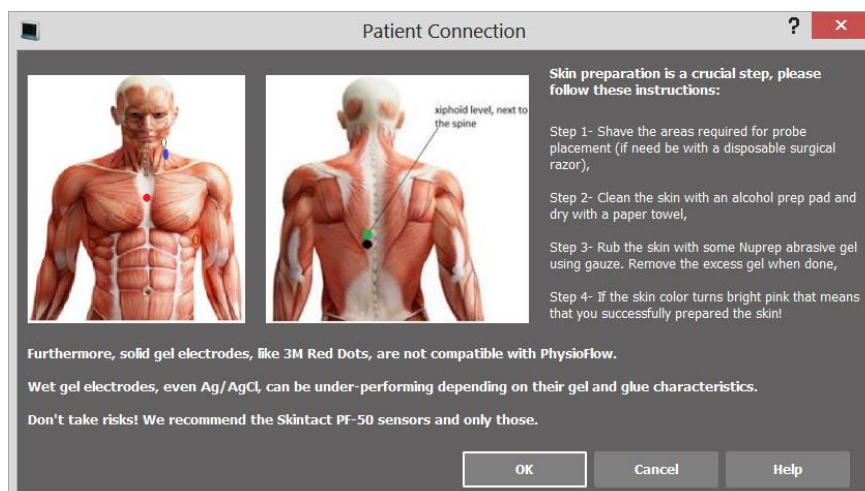 Patient Connection
?
xiphoïd level, next to
the spine
Skin preparation is a crucial step, please
follow these instructions:
Step 1- Shave the areas required for probe
placement (if need be with a disposable surgical
razor),
Step 2- Clean the skin with an alcohol prep pad and
dry with a paper towel,
Step 3- Rub the skin with some Nuprep abrasive gel
using gauze. Remove the excess gel when done,
Step 4- If the skin color turns bright pink that means
that you successfully prepared the skin!
Furthermore, solid gel electrodes, like 3M Red Dots, are not compatible with PhysioFlow.
Wet gel electrodes, even Ag/AgCl, can be under-performing depending on their gel and glue characteristics.
Don't take risks! We recommend the Skintact PF-50 sensors and only those.
OK
Cancel
Help